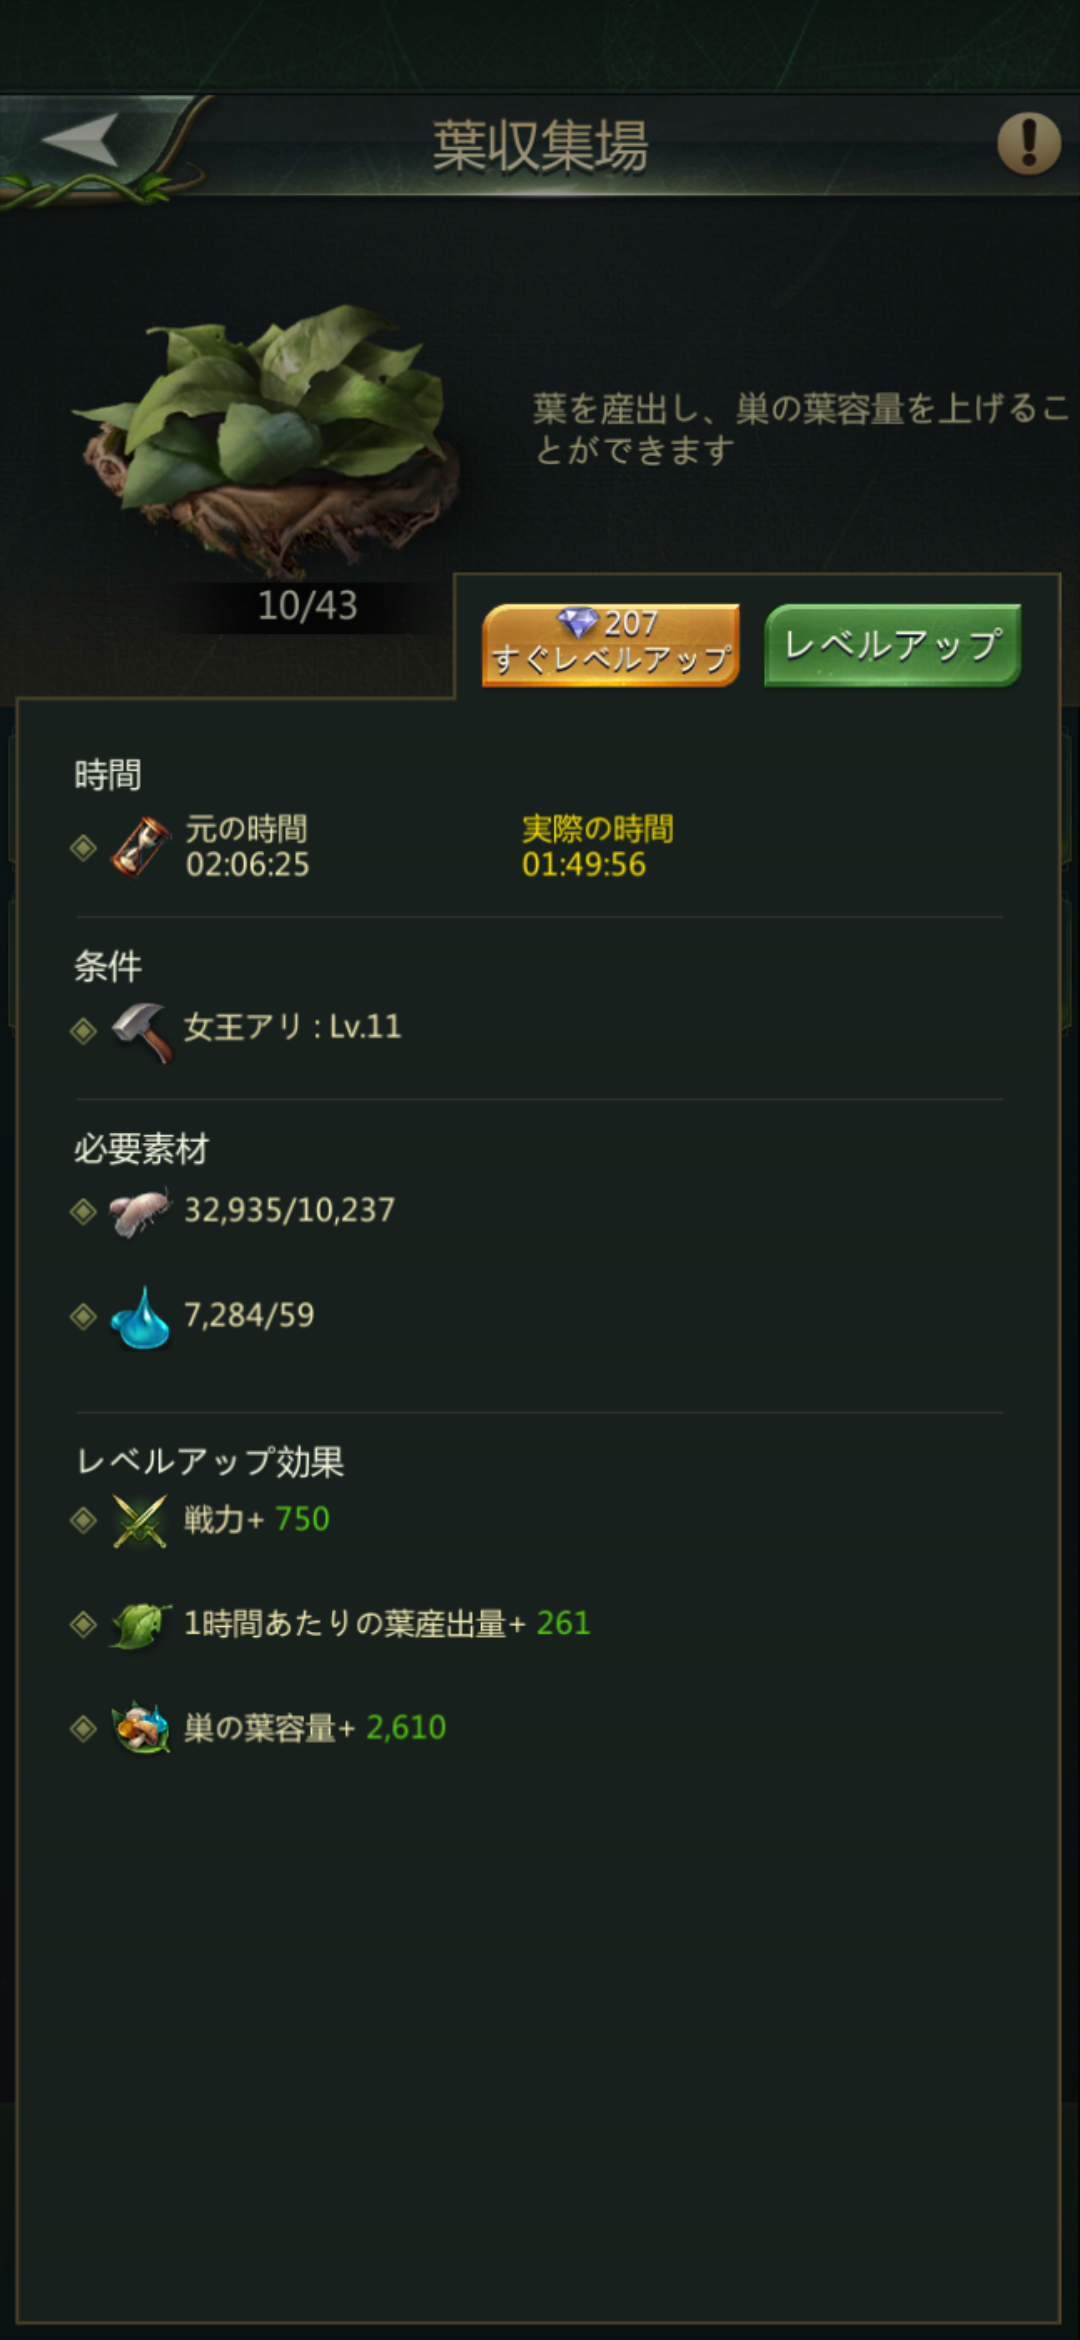 葉収集場
葉を産出し、巣の葉容量を上げるこ
とができます
10/43
207
すぐレベルアップ
レベルアップ
時間
元の時間
02:06:25
実際の時間
01:49:56
条件
女王アリ : Lv.11
必要素材
32,935/10,237
7,284/59
レベルアップ効果
戦力+ 750
1時間あたりの葉産出量+ 261
巣の葉容量+ 2,610